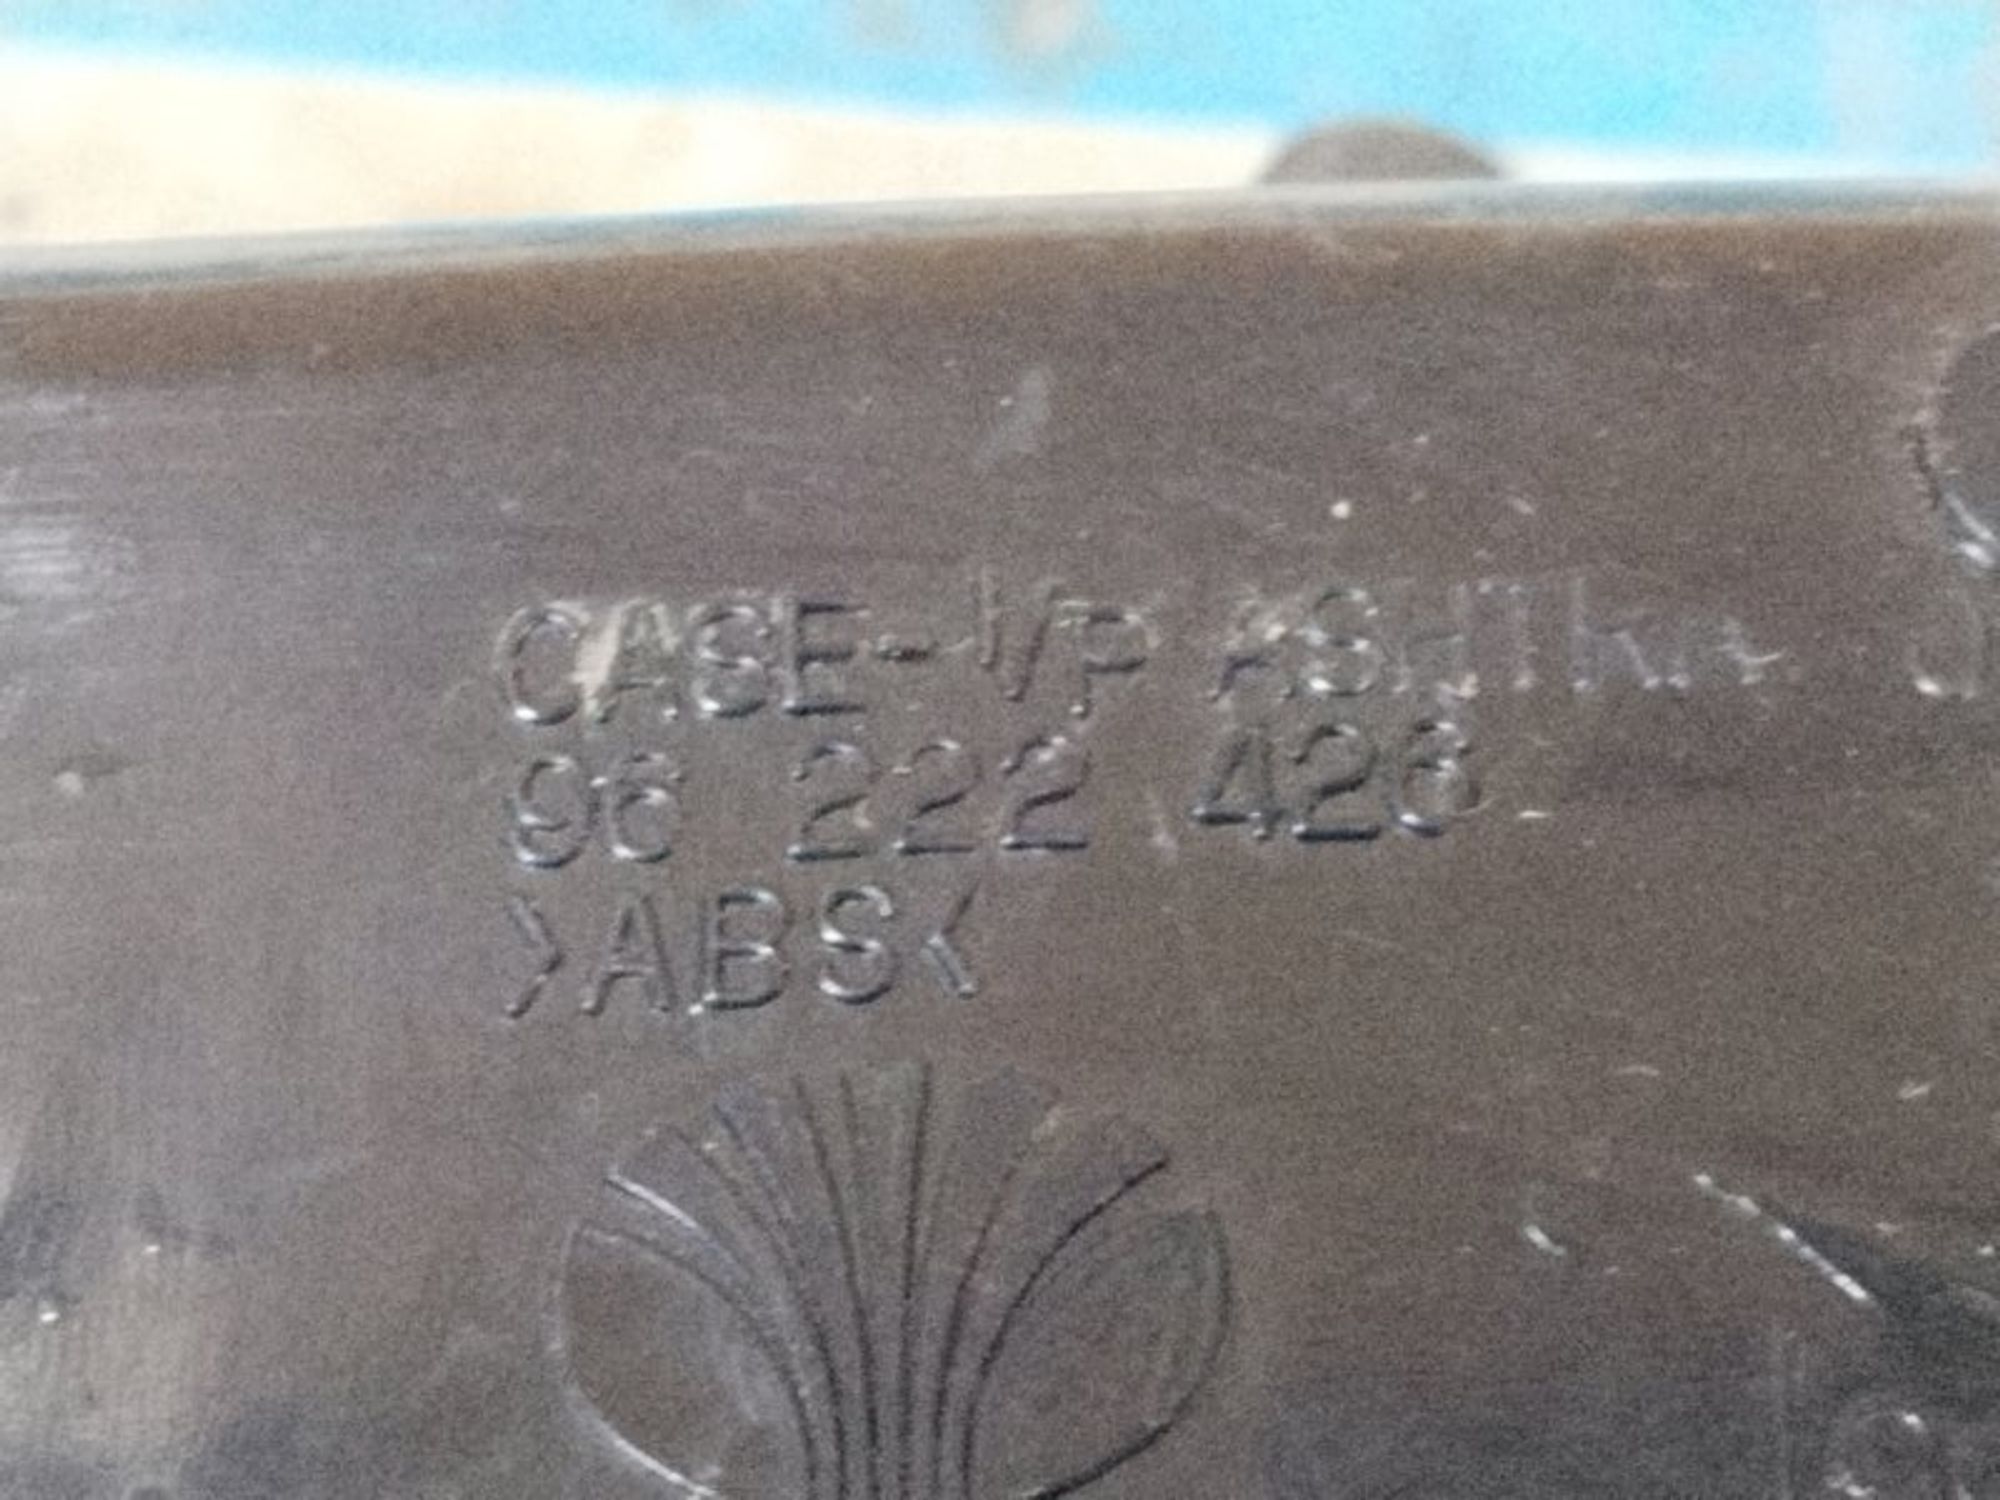 CASE-I/P ASHTRAY
96 222 426
>ABS<